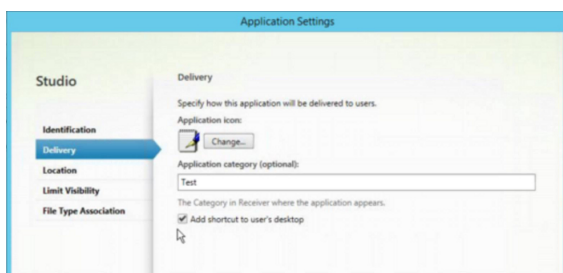 Application Settings
Studio
Identification
Delivery
Location
Limit Visibility
File Type Association
Delivery
Specify how this application will be delivered to users.
Application icon:
Change...
Application category (optional):
Test
The Category in Receiver where the application appears.
Add shortcut to user's desktop